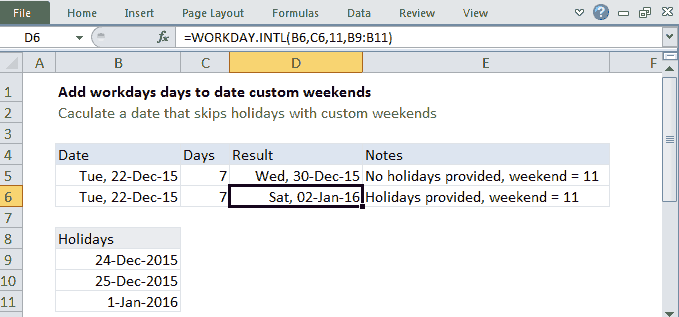 File Home Insert Page Layout Formulas Data Review View
D6 fx =WORKDAY.INTL(B6,C6,11,B9:B11)
A B C D E F
1 Add workdays days to date custom weekends
2 Caculate a date that skips holidays with custom weekends
3
4 Date Days Result Notes
5 Tue, 22-Dec-15 7 Wed, 30-Dec-15 No holidays provided, weekend = 11
6 Tue, 22-Dec-15 7 Sat, 02-Jan-16 Holidays provided, weekend = 11
7
8 Holidays
9 24-Dec-2015
10 25-Dec-2015
11 1-Jan-2016